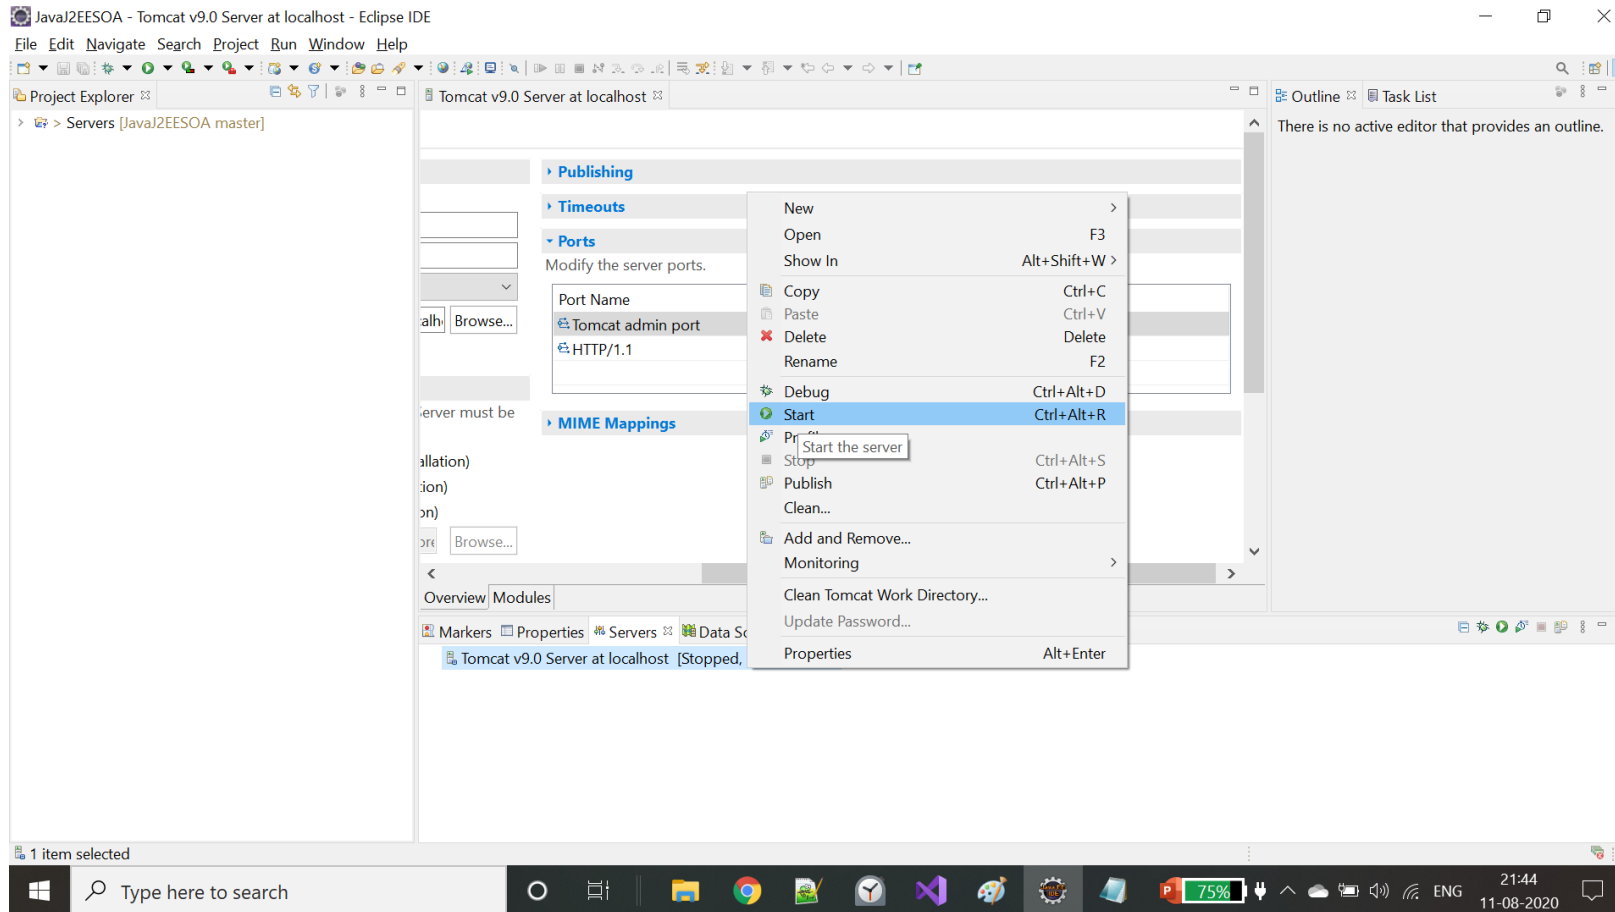 JavaJ2EESOA - Tomcat v9.0 Server at localhost - Eclipse IDE
File Edit Navigate Search Project Run Window Help
Project Explorer
> Servers [JavaJ2EESOA master]
Tomcat v9.0 Server at localhost
Publishing
Timeouts
Ports
Modify the server ports.
Port Name
Tomcat admin port
HTTP/1.1
MIME Mappings
Browse...
Server must be
allation)
Browse...
Overview Modules
New
Open F3
Show In Alt+Shift+W
Copy Ctrl+C
Paste Ctrl+V
Delete Delete
Rename F2
Debug Ctrl+Alt+D
Start Ctrl+Alt+R
Start the server
Stop Ctrl+Alt+S
Publish Ctrl+Alt+P
Clean...
Add and Remove...
Monitoring
Clean Tomcat Work Directory...
Update Password...
Properties Alt+Enter
Outline Task List
There is no active editor that provides an outline.
Markers Properties Servers Data
Tomcat v9.0 Server at localhost [Stopped,
1 item selected
Type here to search
75%
ENG
21:44
11-08-2020